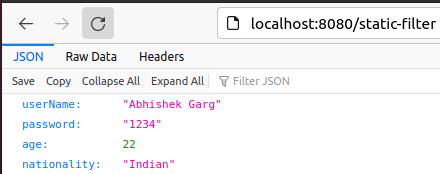 localhost:8080/static-filter
JSON Raw Data Headers
Save Copy Collapse All Expand All Filter JSON
userName: "Abhishek Garg"
password: "1234"
age: 22
nationality: "Indian"